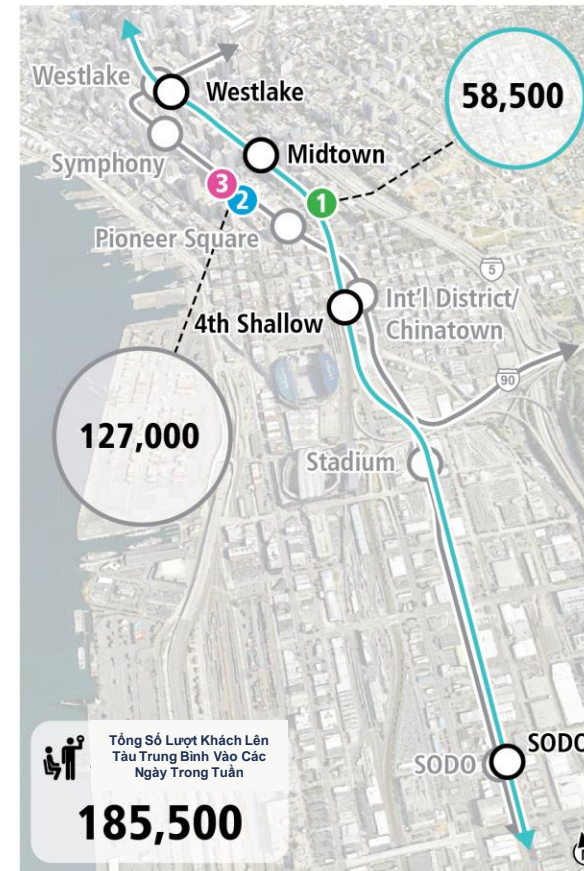 Westlake
Westlake
58,500
Symphony
Midtown
3
2
1
Pioneer Square
5
4th Shallow
Int'l District/
Chinatown
90
127,000
Stadium
Tổng Số Lượt Khách Lên
Tàu Trung Bình Vào Các
Ngày Trong Tuần
185,500
SODO
SODO